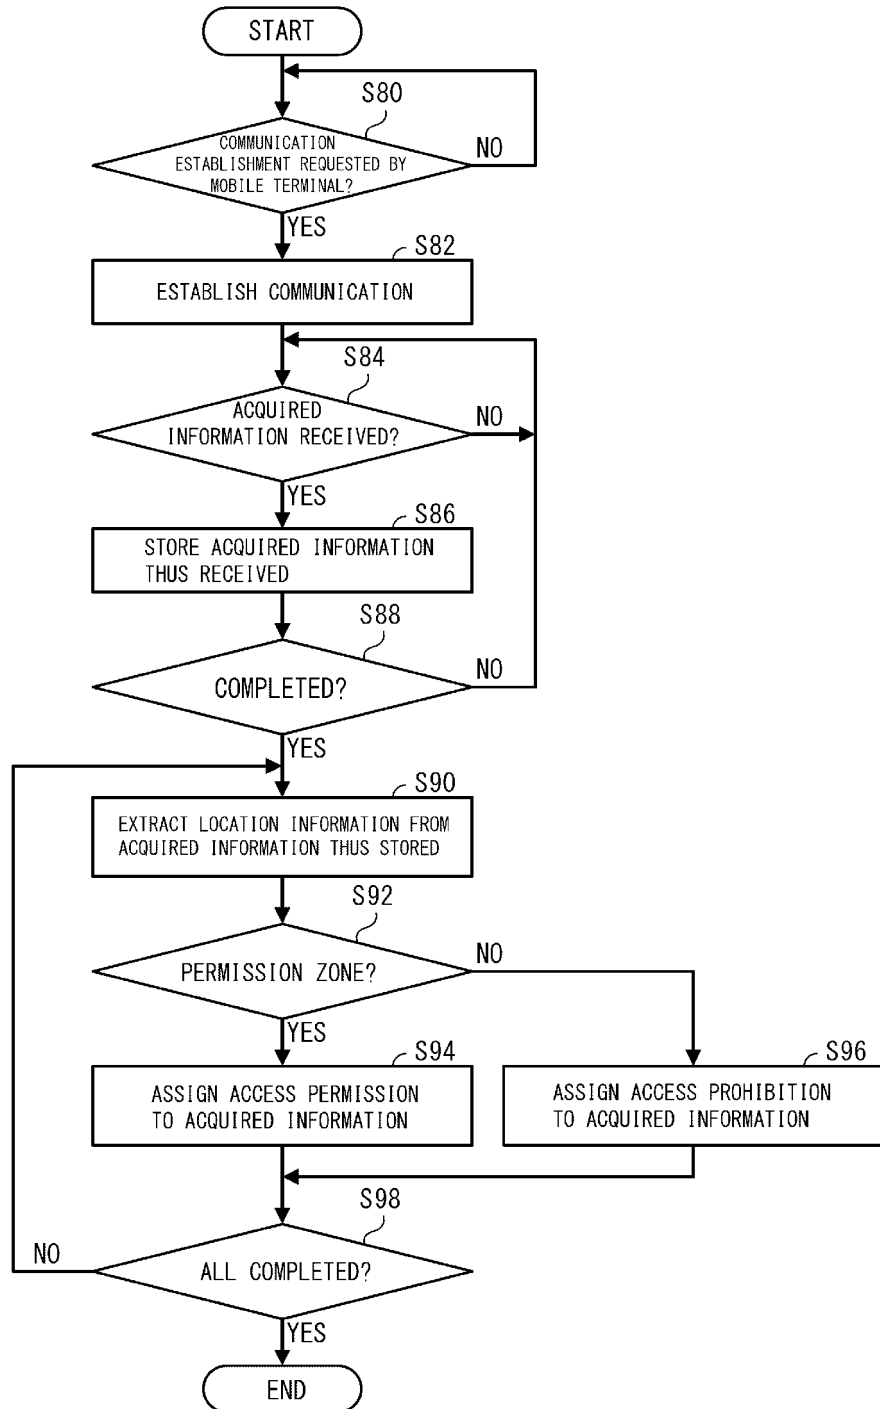 START
S80
COMMUNICATION
ESTABLISHMENT REQUESTED BY
MOBILE TERMINAL?
NO
YES
S82
ESTABLISH COMMUNICATION
S84
ACQUIRED
INFORMATION RECEIVED?
NO
YES
S86
STORE ACQUIRED INFORMATION
THUS RECEIVED
S88
COMPLETED?
NO
YES
S90
EXTRACT LOCATION INFORMATION FROM
ACQUIRED INFORMATION THUS STORED
S92
PERMISSION ZONE?
NO
YES
S94
ASSIGN ACCESS PERMISSION
TO ACQUIRED INFORMATION
S96
ASSIGN ACCESS PROHIBITION
TO ACQUIRED INFORMATION
S98
ALL COMPLETED?
NO
YES
END